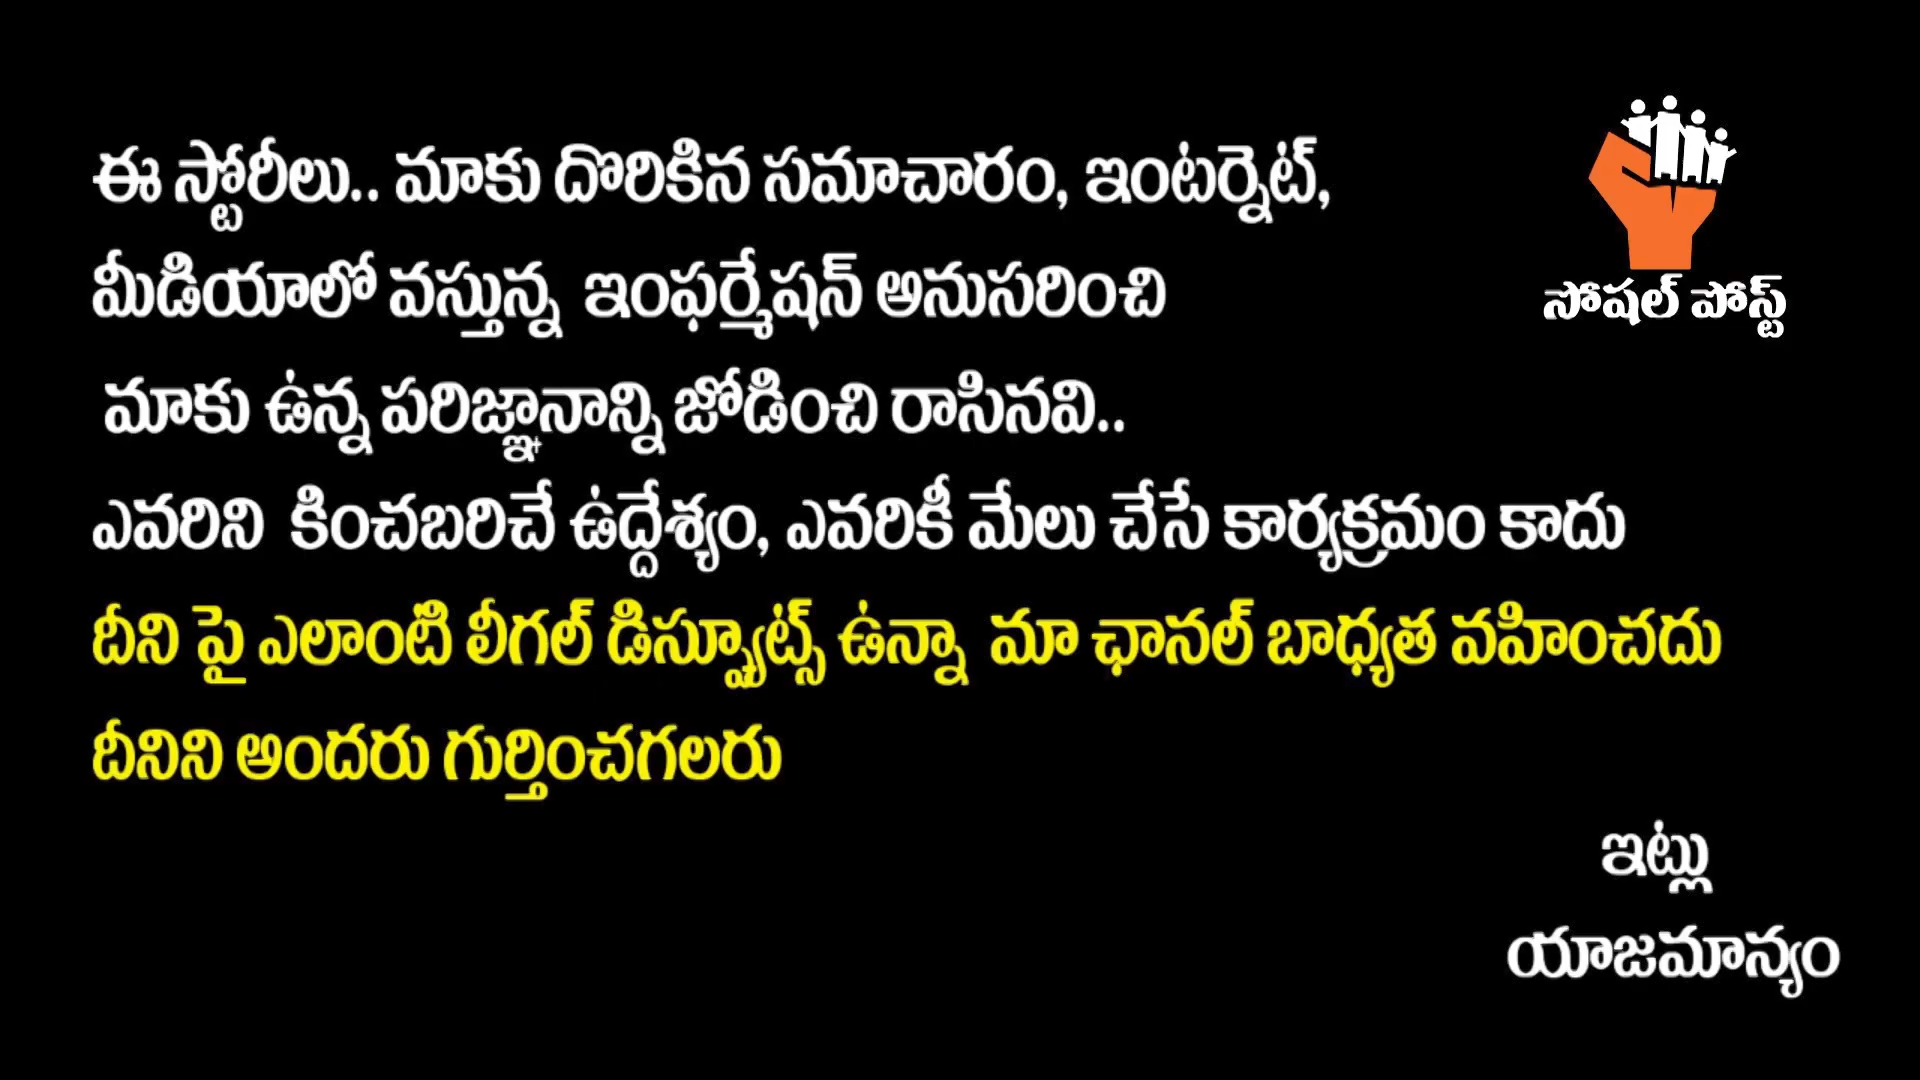 ఈ స్టోరీలు.. మాకు దొరికిన సమాచారం, ఇంటర్నెట్,
మీడియాలో వస్తున్న ఇంఫర్మేషన్ అనుసరించి
మాకు ఉన్న పరిజ్ఞానాన్ని జోడించి రాసినవి..
ఎవరిని కించబరిచే ఉద్దేశ్యం, ఎవరికీ మేలు చేసే కార్యక్రమం కాదు
దీని పై ఎలాంటి లీగల్ డిస్ప్యూట్స్ ఉన్నా మా ఛానల్ బాధ్యత వహించదు
దీనిని అందరు గుర్తించగలరు
ఇట్లు
యాజమాన్యం
సోషల్ పోస్ట్